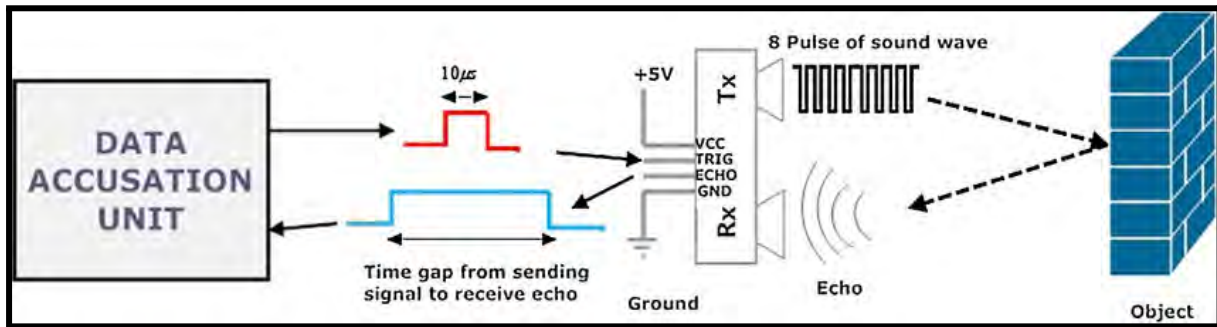 DATA
ACCUSATION
UNIT
10μs
Time gap from sending
signal to receive echo
+5V
Ground
VCC
TRIG
ECHO
GND
Tx
Rx
8 Pulse of sound wave
Echo
Object